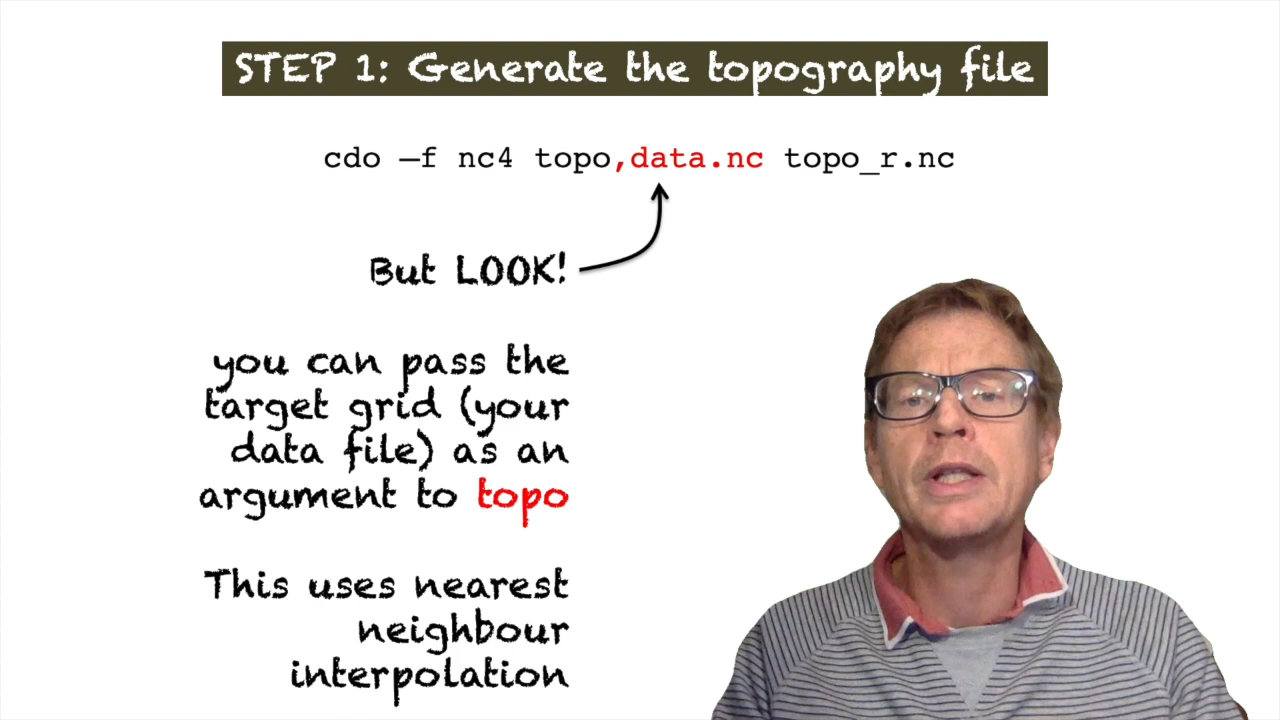 STEP 1: Generate the topography file
cdo –f nc4 topo,data.nc topo_r.nc
But LOOK!
you can pass the
target grid (your
data file) as an
argument to topo
This uses nearest
neighbour
interpolation